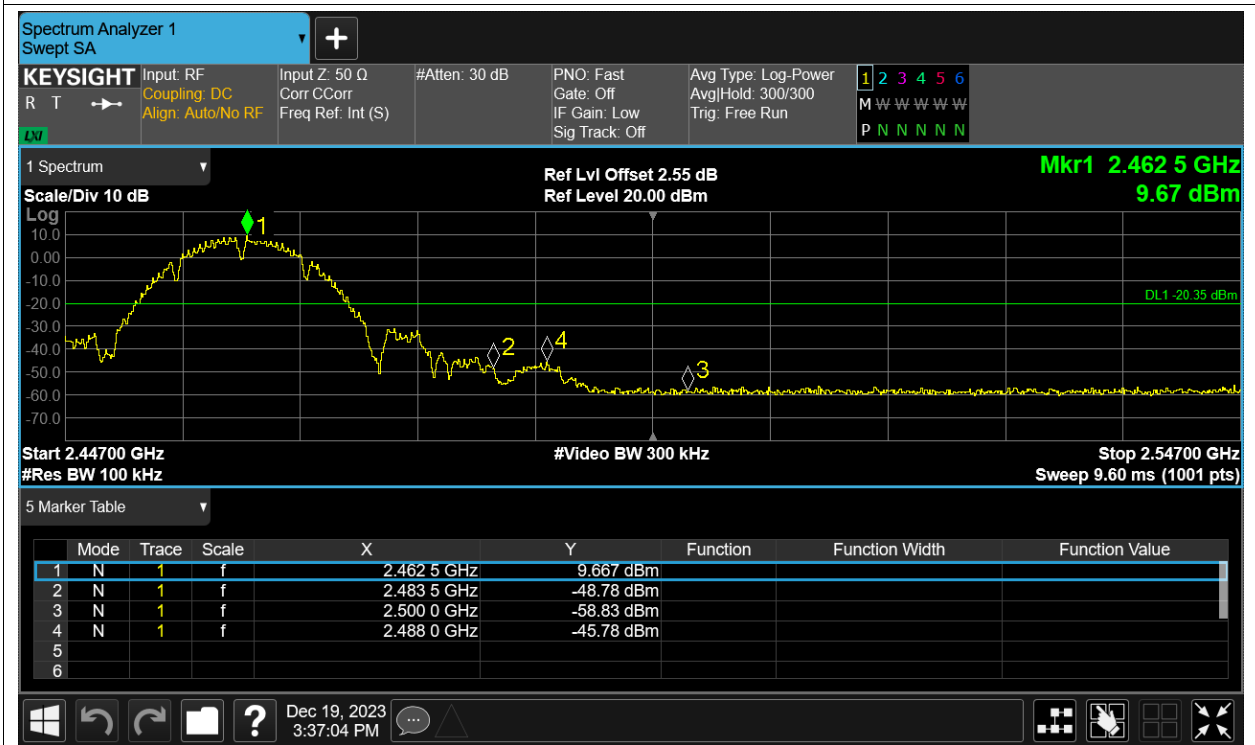 Spectrum Analyzer 1
Swept SA
KEYSIGHT
R T
LXI
Input: RF
Coupling: DC
Align: Auto/No RF
Input Z: 50 Ω
Corr CCorr
Freq Ref: Int (S)
#Atten: 30 dB
PNO: Fast
Gate: Off
IF Gain: Low
Sig Track: Off
Avg Type: Log-Power
Avg|Hold: 300/300
Trig: Free Run
1 2 3 4 5 6
M W W W W W
P N N N N N
1 Spectrum
Scale/Div 10 dB
Ref Lvl Offset 2.55 dB
Ref Level 20.00 dBm
Mkr1 2.462 5 GHz
9.67 dBm
Log
10.0
0.00
-10.0
-20.0
-30.0
-40.0
-50.0
-60.0
-70.0
1
2
4
3
DL1 -20.35 dBm
Start 2.44700 GHz
#Res BW 100 kHz
#Video BW 300 kHz
Stop 2.54700 GHz
Sweep 9.60 ms (1001 pts)
5 Marker Table
Mode Trace Scale X Y Function Function Width Function Value
1 N 1 f 2.462 5 GHz 9.667 dBm
2 N 1 f 2.483 5 GHz -48.78 dBm
3 N 1 f 2.500 0 GHz -58.83 dBm
4 N 1 f 2.488 0 GHz -45.78 dBm
5
6
?
Dec 19, 2023
3:37:04 PM